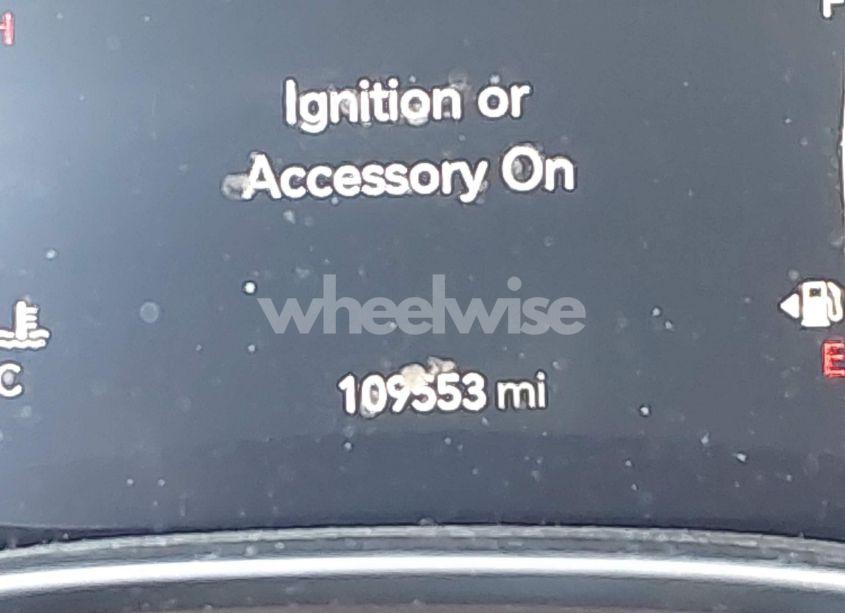 H
F
Ignition or
Accessory On
wheelwise
C
E
109553 mi